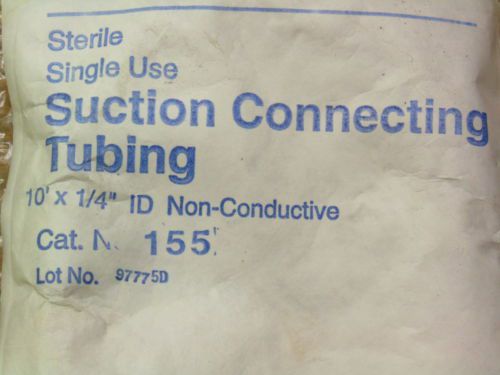 Sterile
Single Use
Suction Connecting
Tubing
10' x 1/4" ID Non-Conductive
Cat. N. 155
Lot No. 97775D